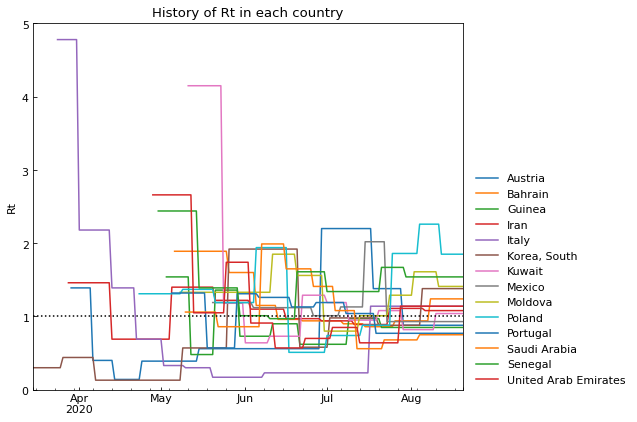 History of Rt in each country
5
4
3
2
1
0
Rt
Apr
2020
May
Jun
Jul
Aug
Austria
Bahrain
Guinea
Iran
Italy
Korea, South
Kuwait
Mexico
Moldova
Poland
Portugal
Saudi Arabia
Senegal
United Arab Emirates